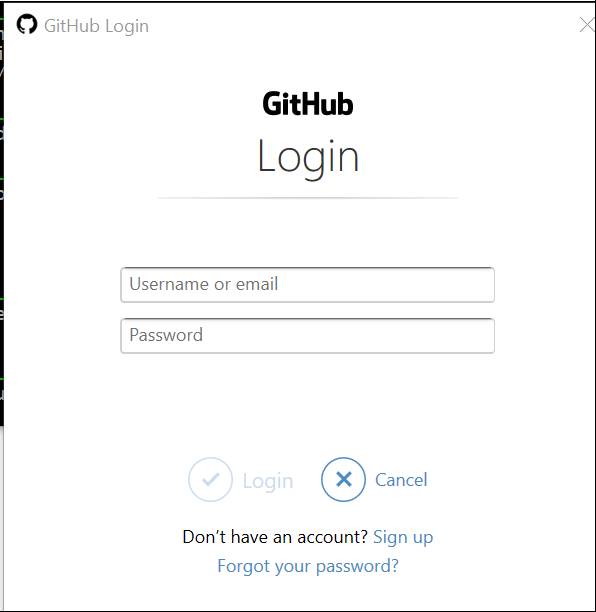 GitHub Login
GitHub
Login
Username or email
Password
Login
Cancel
Don’t have an account? Sign up
Forgot your password?